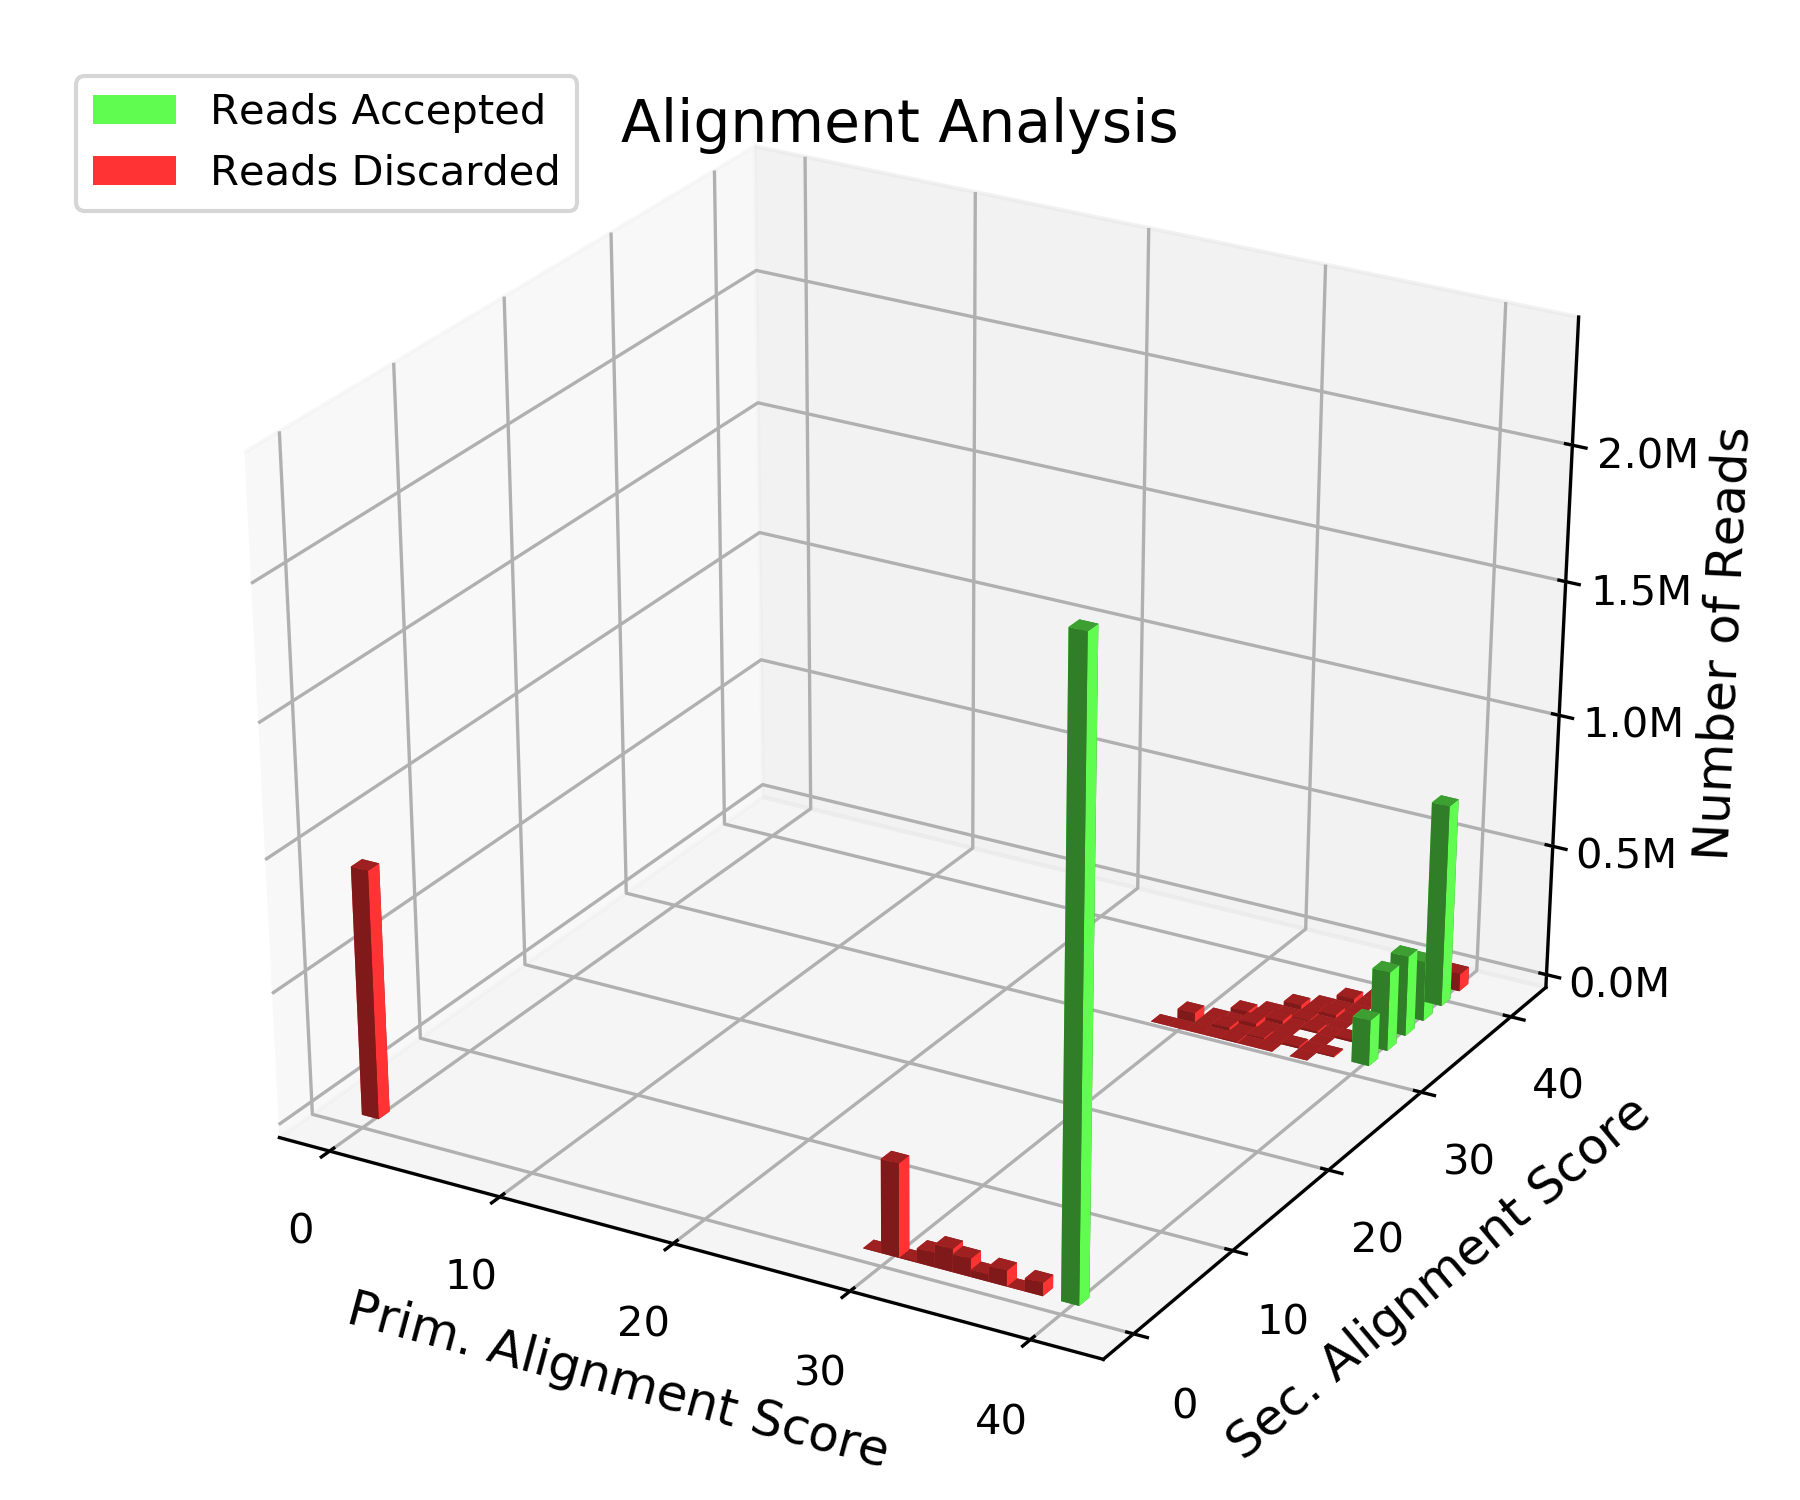 Reads Accepted
Reads Discarded
Alignment Analysis
2.0M
1.5M
1.0M
0.5M
0.0M
Number of Reads
0
10
20
30
40
Prim. Alignment Score
0
10
20
30
40
Sec. Alignment Score